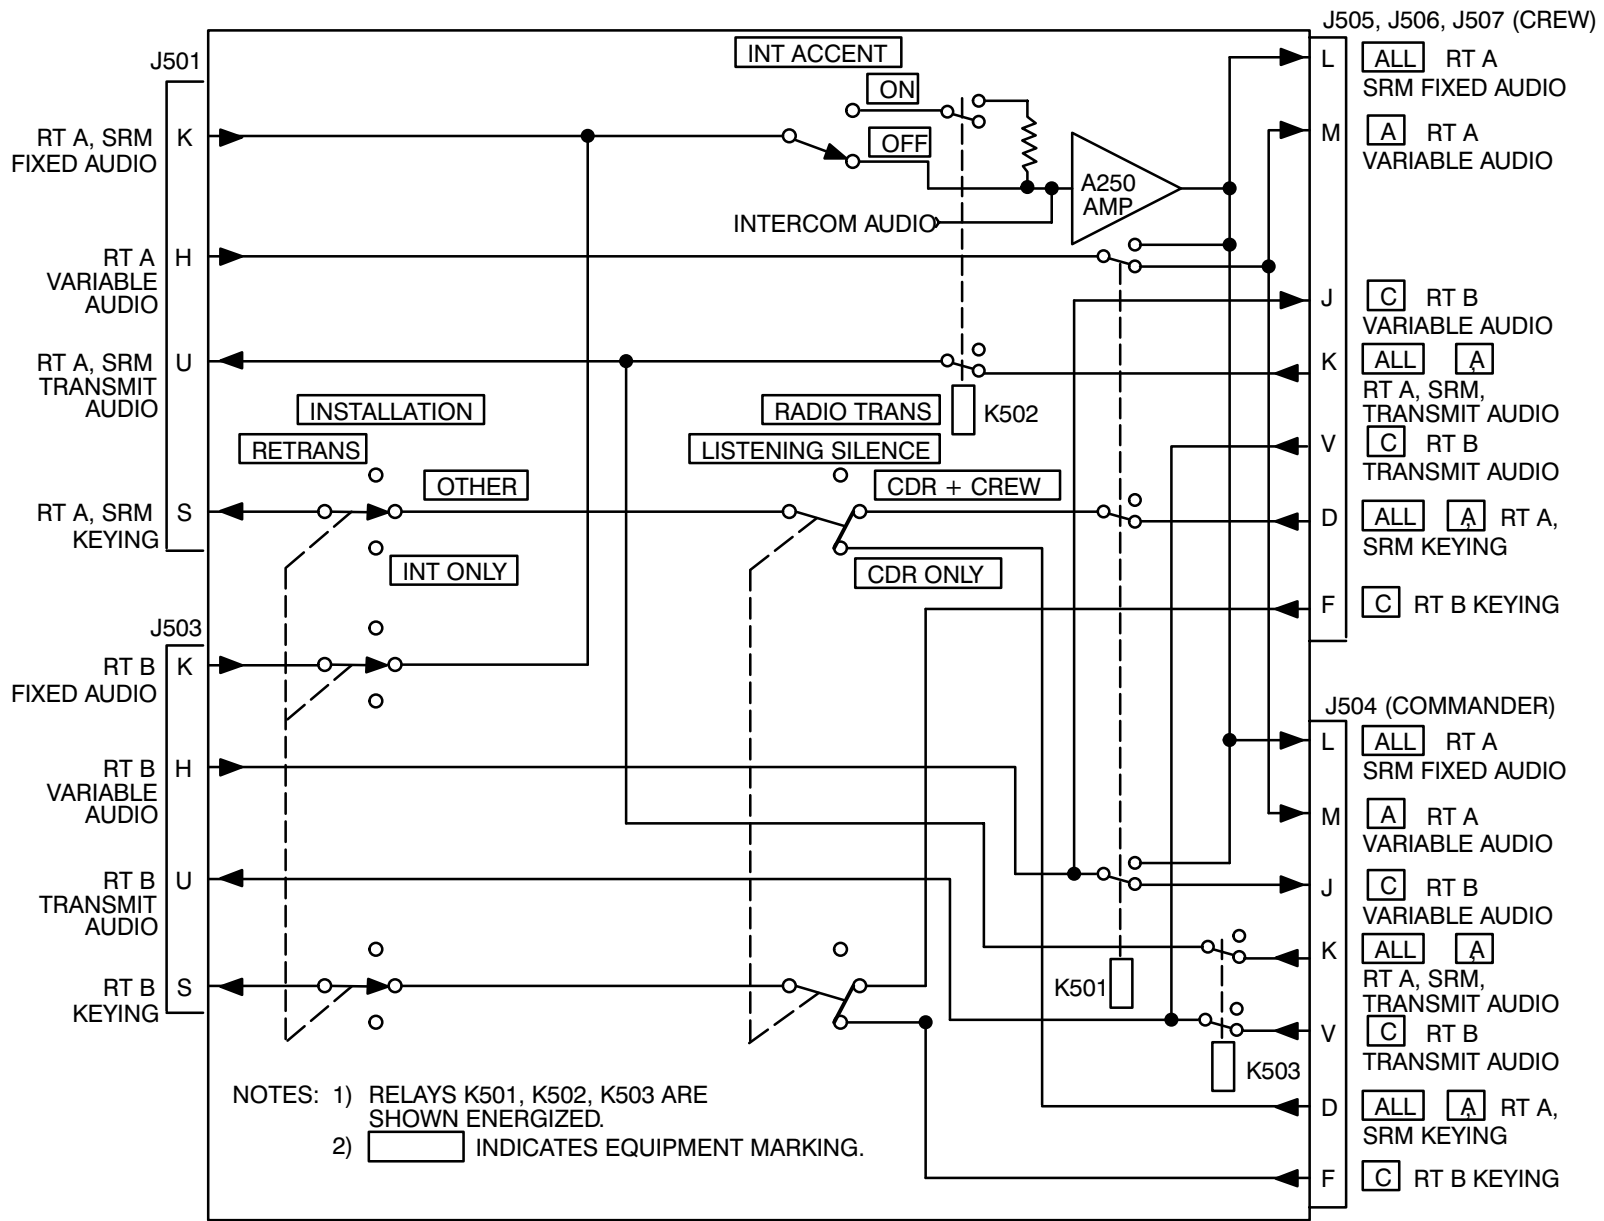 J505, J506, J507 (CREW)
J501
INT ACCENT
ON
OFF
RT A, SRM
FIXED AUDIO
K
A250
AMP
INTERCOM AUDIO
RT A
VARIABLE
AUDIO
H
RT A, SRM
TRANSMIT
AUDIO
U
INSTALLATION
RETRANS
OTHER
INT ONLY
RADIO TRANS
LISTENING SILENCE
CDR + CREW
CDR ONLY
K502
RT A, SRM
KEYING
S
L
ALL RT A
SRM FIXED AUDIO
M
A RT A
VARIABLE AUDIO
J
C RT B
VARIABLE AUDIO
K
ALL A,
RT A, SRM,
TRANSMIT AUDIO
V
C RT B
TRANSMIT AUDIO
D
ALL A, RT A,
SRM KEYING
F
C RT B KEYING
J503
RT B
FIXED AUDIO
K
RT B
VARIABLE
AUDIO
H
RT B
TRANSMIT
AUDIO
U
RT B
KEYING
S
K501
K503
J504 (COMMANDER)
L
ALL RT A
SRM FIXED AUDIO
M
A RT A
VARIABLE AUDIO
J
C RT B
VARIABLE AUDIO
K
ALL A,
RT A, SRM,
TRANSMIT AUDIO
V
C RT B
TRANSMIT AUDIO
D
ALL A, RT A,
SRM KEYING
F
C RT B KEYING
NOTES: 1) RELAYS K501, K502, K503 ARE
SHOWN ENERGIZED.
2) INDICATES EQUIPMENT MARKING.